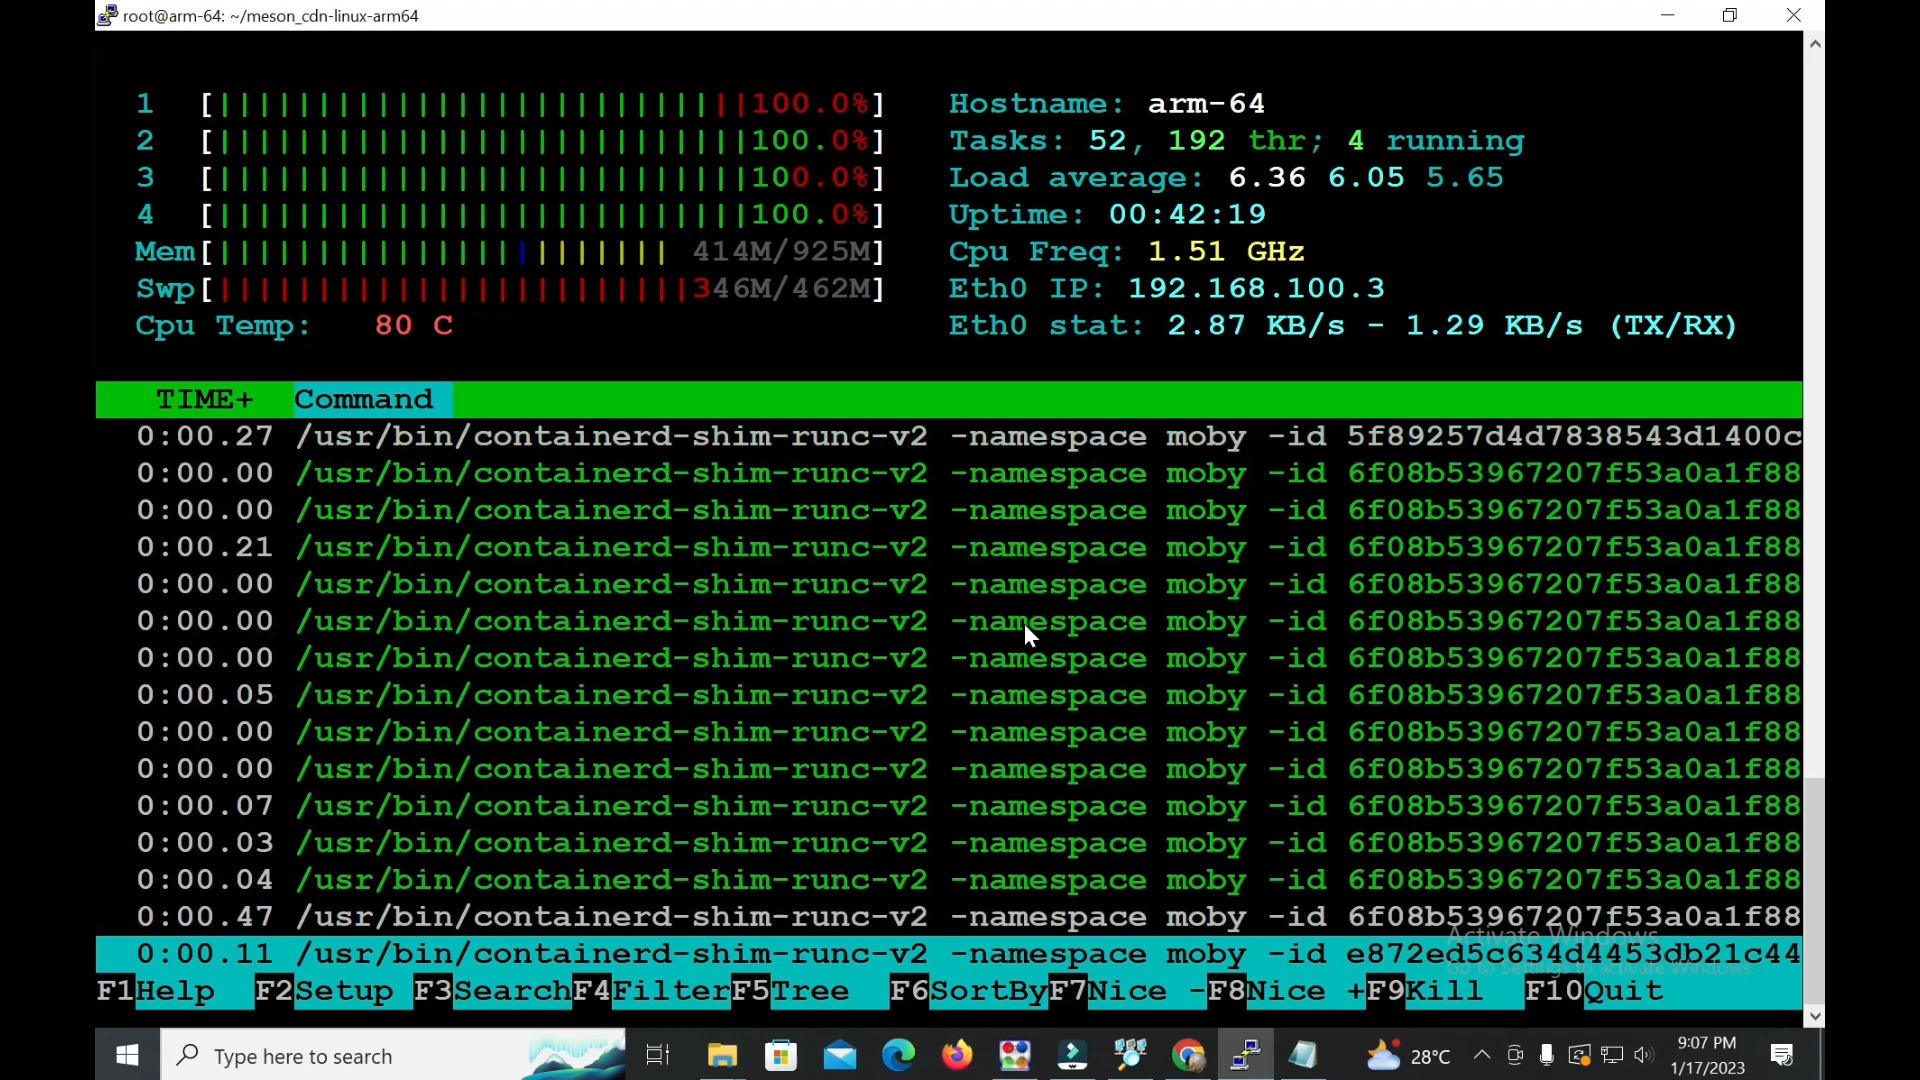 root@arm-64: ~/meson_cdn-linux-arm64
1 [|||||||||||||||||||||||||||100.0%] Hostname: arm-64
2 [|||||||||||||||||||||||||||100.0%] Tasks: 52, 192 thr; 4 running
3 [|||||||||||||||||||||||||||100.0%] Load average: 6.36 6.05 5.65
4 [|||||||||||||||||||||||||||100.0%] Uptime: 00:42:19
Mem[||||||||||||||||||||||| 414M/925M] Cpu Freq: 1.51 GHz
Swp[||||||||||||||||||||||||346M/462M] Eth0 IP: 192.168.100.3
Cpu Temp: 80 C Eth0 stat: 2.87 KB/s - 1.29 KB/s (TX/RX)
TIME+ Command
0:00.27 /usr/bin/containerd-shim-runc-v2 -namespace moby -id 5f89257d4d7838543d1400c
0:00.00 /usr/bin/containerd-shim-runc-v2 -namespace moby -id 6f08b53967207f53a0a1f88
0:00.00 /usr/bin/containerd-shim-runc-v2 -namespace moby -id 6f08b53967207f53a0a1f88
0:00.21 /usr/bin/containerd-shim-runc-v2 -namespace moby -id 6f08b53967207f53a0a1f88
0:00.00 /usr/bin/containerd-shim-runc-v2 -namespace moby -id 6f08b53967207f53a0a1f88
0:00.00 /usr/bin/containerd-shim-runc-v2 -namespace moby -id 6f08b53967207f53a0a1f88
0:00.00 /usr/bin/containerd-shim-runc-v2 -namespace moby -id 6f08b53967207f53a0a1f88
0:00.05 /usr/bin/containerd-shim-runc-v2 -namespace moby -id 6f08b53967207f53a0a1f88
0:00.00 /usr/bin/containerd-shim-runc-v2 -namespace moby -id 6f08b53967207f53a0a1f88
0:00.00 /usr/bin/containerd-shim-runc-v2 -namespace moby -id 6f08b53967207f53a0a1f88
0:00.07 /usr/bin/containerd-shim-runc-v2 -namespace moby -id 6f08b53967207f53a0a1f88
0:00.03 /usr/bin/containerd-shim-runc-v2 -namespace moby -id 6f08b53967207f53a0a1f88
0:00.04 /usr/bin/containerd-shim-runc-v2 -namespace moby -id 6f08b53967207f53a0a1f88
0:00.47 /usr/bin/containerd-shim-runc-v2 -namespace moby -id 6f08b53967207f53a0a1f88
Activate Windows
0:00.11 /usr/bin/containerd-shim-runc-v2 -namespace moby -id e872ed5c634d4453db21c44
Go to Settings to activate Windows.
F1Help F2Setup F3SearchF4FilterF5Tree F6SortByF7Nice -F8Nice +F9Kill F10Quit
Type here to search
28°C
9:07 PM
1/17/2023